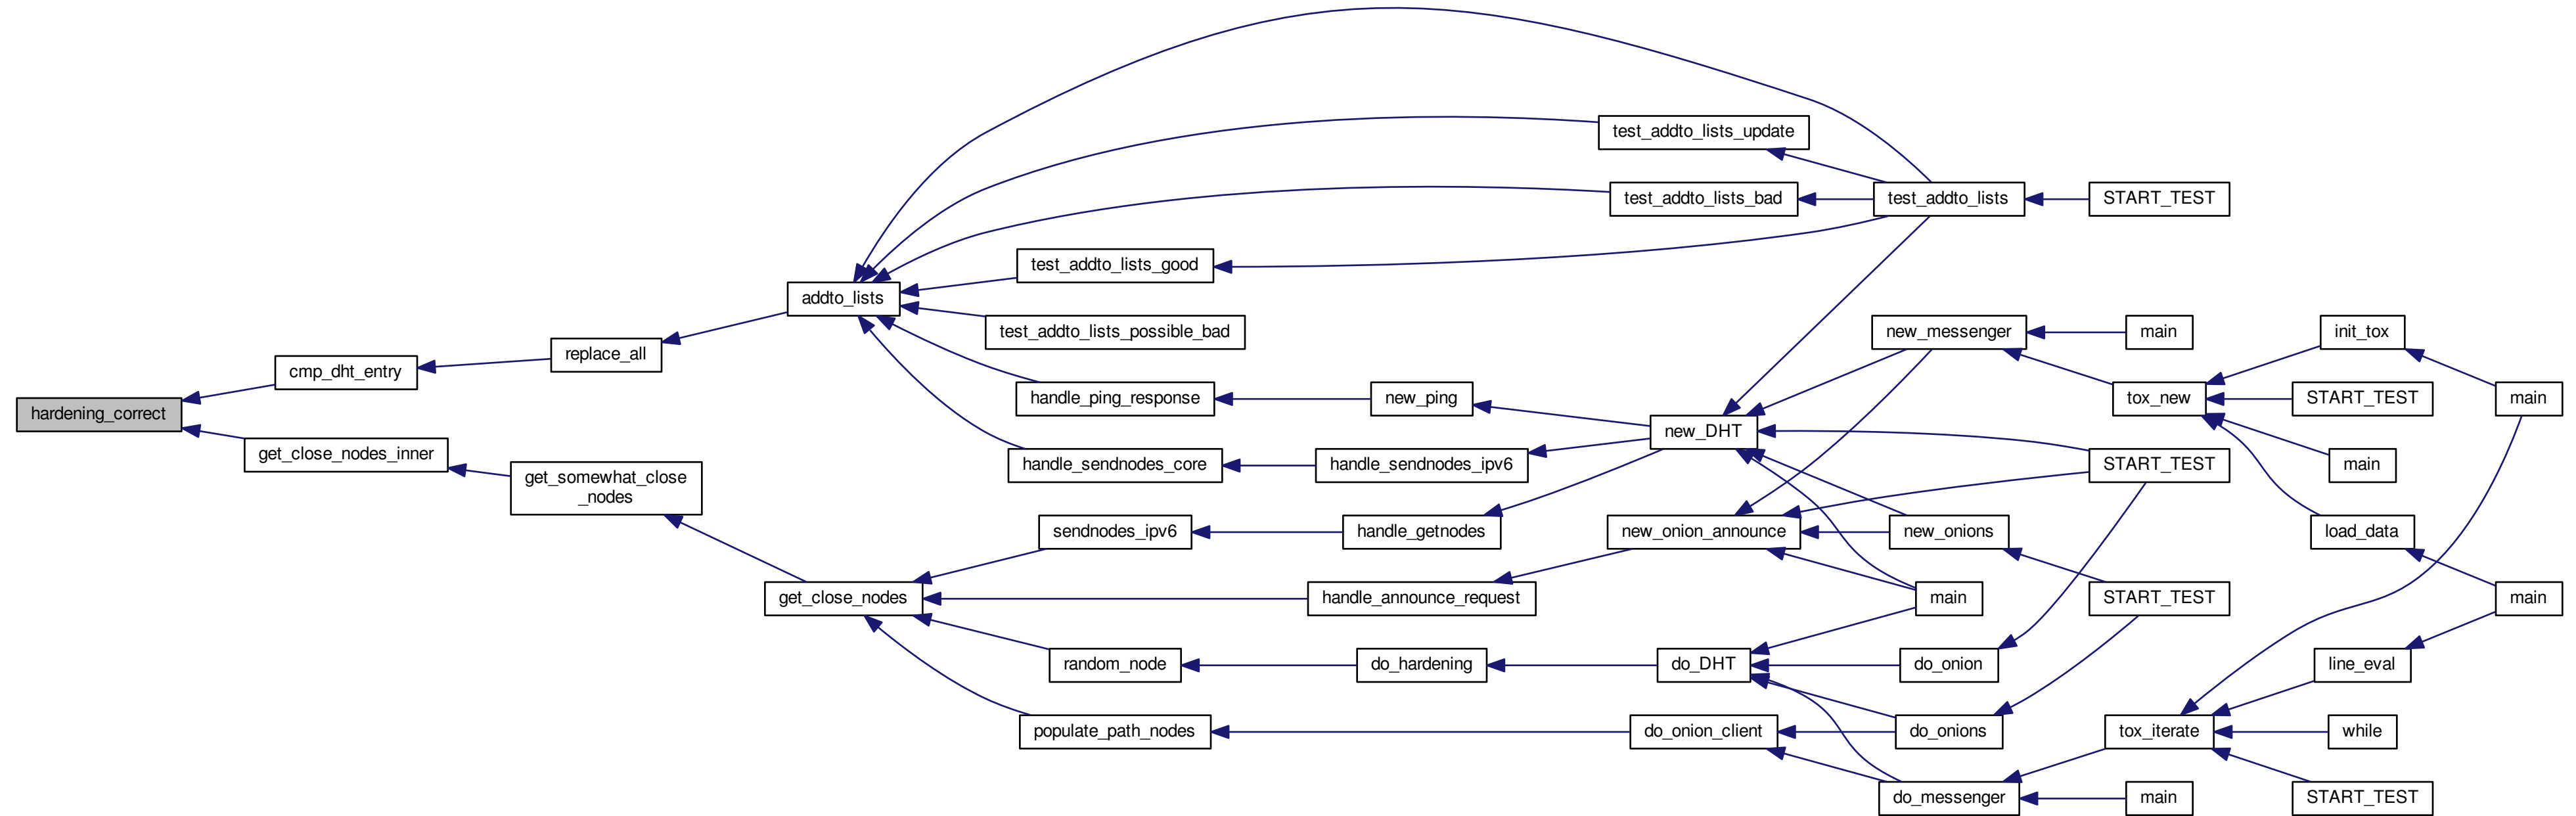 test_addto_lists_update
test_addto_lists_bad
test_addto_lists
START_TEST
test_addto_lists_good
addto_lists
test_addto_lists_possible_bad
new_messenger
main
init_tox
replace_all
cmp_dht_entry
handle_ping_response
new_ping
tox_new
START_TEST
main
hardening_correct
new_DHT
get_close_nodes_inner
handle_sendnodes_core
handle_sendnodes_ipv6
START_TEST
main
get_somewhat_close
_nodes
sendnodes_ipv6
handle_getnodes
new_onion_announce
new_onions
load_data
get_close_nodes
handle_announce_request
main
START_TEST
main
random_node
do_hardening
do_DHT
do_onion
line_eval
populate_path_nodes
do_onion_client
do_onions
tox_iterate
while
do_messenger
main
START_TEST